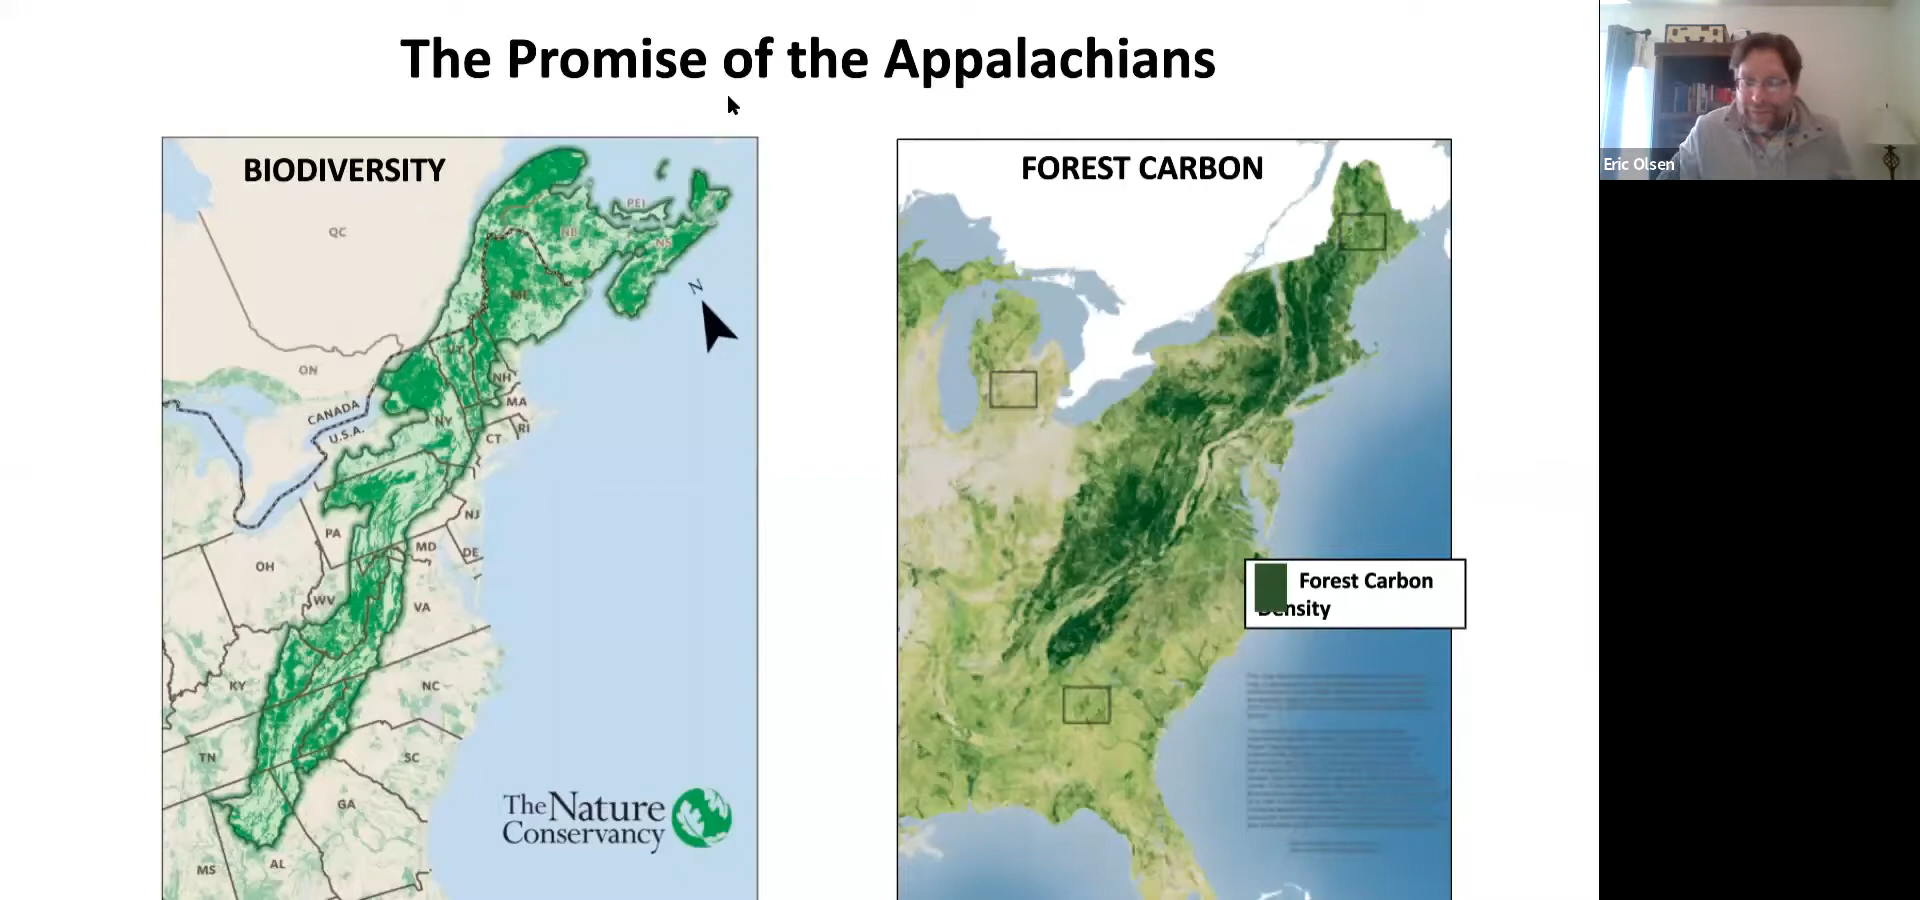 The Promise of the Appalachians
BIODIVERSITY
QC
PEI
NB
NS
ME
N
ON
CANADA
U.S.A.
VT
NH
MA
NY
CT
RI
PA
NJ
OH
MD
DE
WV
VA
KY
NC
TN
SC
GA
MS
AL
The Nature
Conservancy
FOREST CARBON
Forest Carbon
Density
Eric Olsen